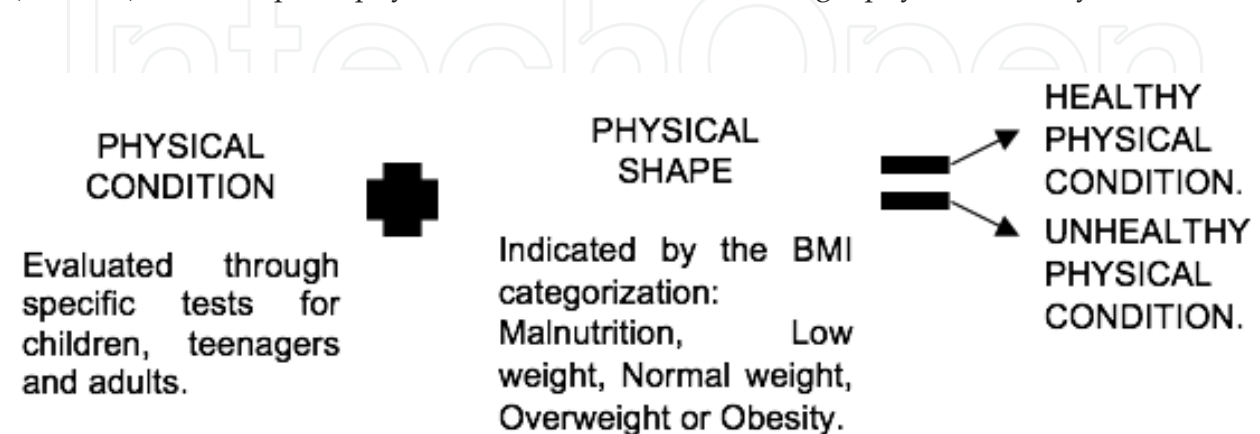 IntechOpen
PHYSICAL
CONDITION
Evaluated through
specific tests for
children, teenagers
and adults.
PHYSICAL
SHAPE
Indicated by the BMI
categorization:
Malnutrition, Low
weight, Normal weight,
Overweight or Obesity.
HEALTHY
PHYSICAL
CONDITION.
UNHEALTHY
PHYSICAL
CONDITION.